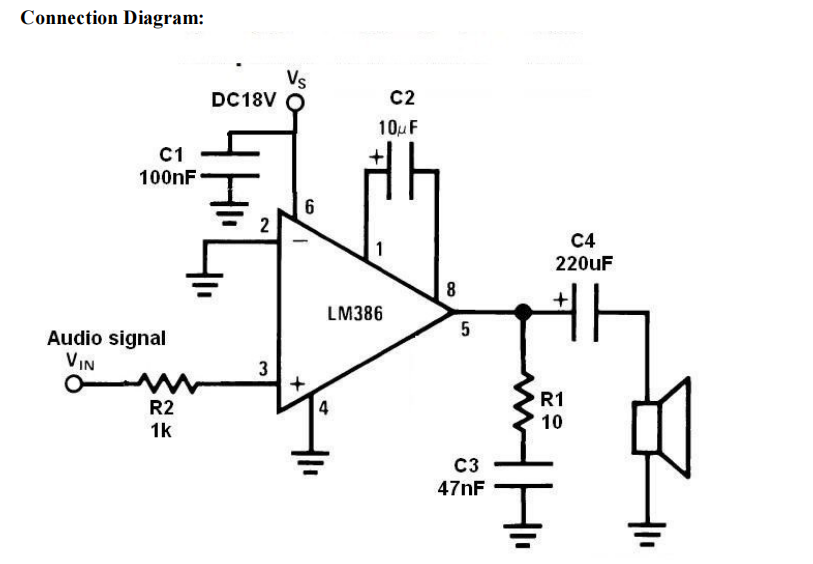 Connection Diagram:
VS
DC18V
C2
10μF
+
C1
100nF
6
2
1
−
C4
220uF
8
+
LM386
5
Audio signal
VIN
3
+
R2
1k
4
R1
10
C3
47nF